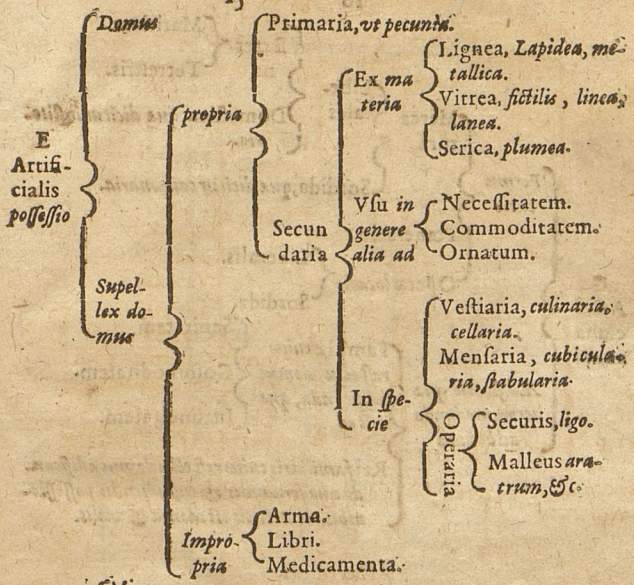 E
Artifi-
cialis
possessio
Domus
Supel-
lex do-
mus
propria
Impro-
pria
Primaria, vt pecunia.
Secun
daria
Ex ma
teria
Lignea, Lapidea, me-
tallica.
Vitrea, fictilis, linea,
lanea.
Serica, plumea.
Vsu in
genere
alia ad
Necessitatem.
Commoditatem.
Ornatum.
In spe-
cie
Vestiaria, culinaria,
cellaria.
Mensaria, cubicula-
ria, stabularia.
Operaria
Securis, ligo.
Malleus ara-
trum, &c.
Arma.
Libri.
Medicamenta.